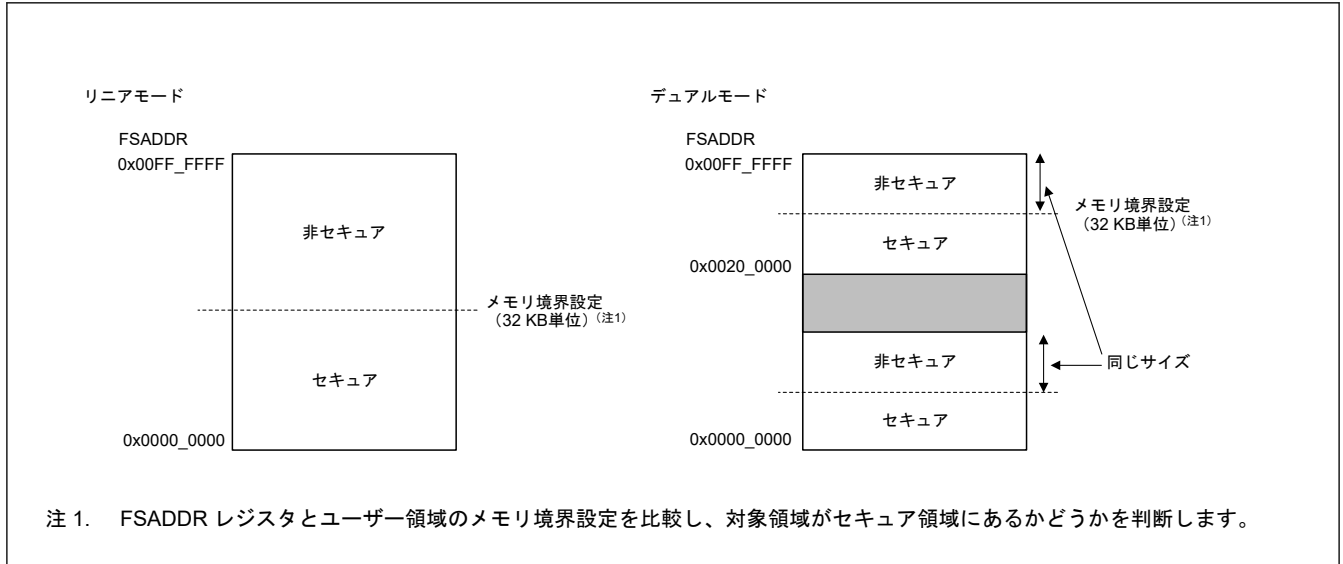 リニアモード
FSADDR
0x00FF_FFFF
非セキュア
メモリ境界設定
（32 KB単位）（注1）
セキュア
0x0000_0000
デュアルモード
FSADDR
0x00FF_FFFF
非セキュア
メモリ境界設定
（32 KB単位）（注1）
セキュア
0x0020_0000
非セキュア
同じサイズ
セキュア
0x0000_0000
注 1. FSADDR レジスタとユーザー領域のメモリ境界設定を比較し、対象領域がセキュア領域にあるかどうかを判断します。